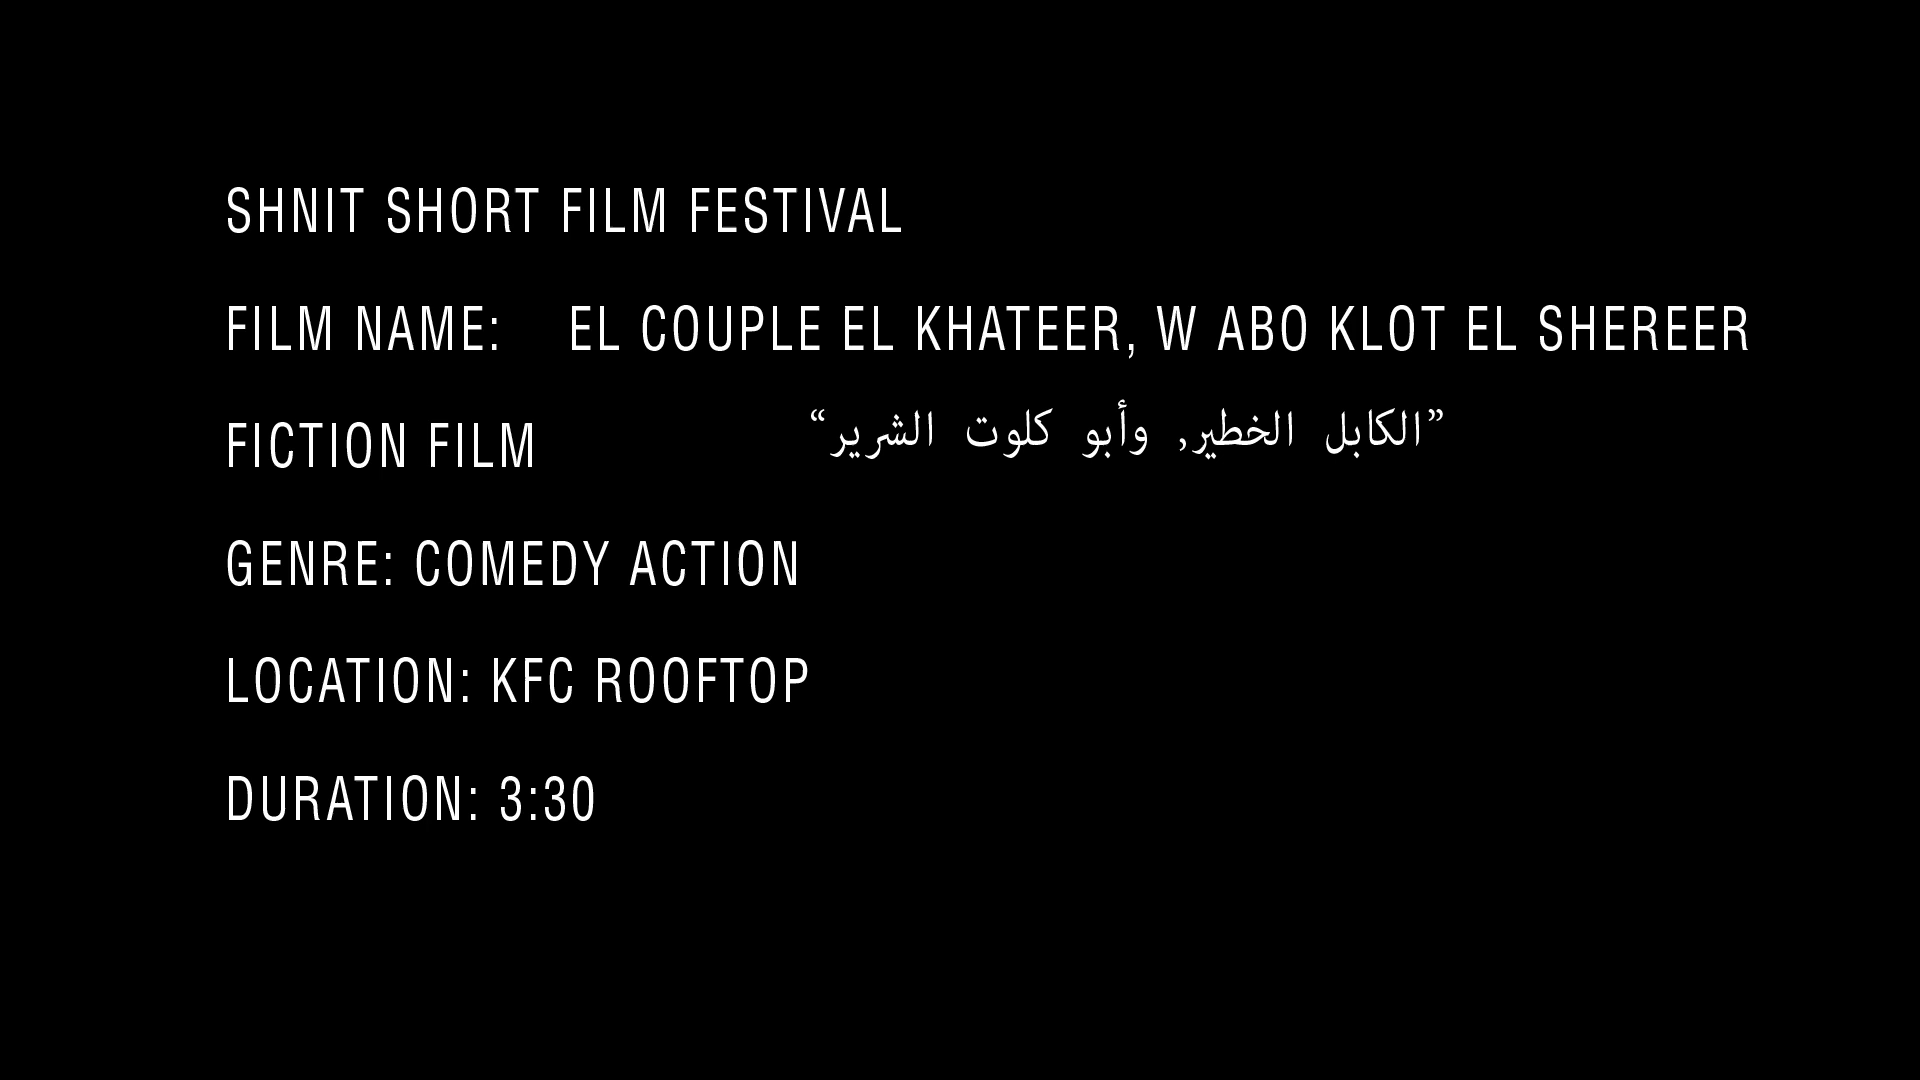 SHNIT SHORT FILM FESTIVAL
FILM NAME: EL COUPLE EL KHATEER, W ABO KLOT EL SHEREER
”الكابل الخطير, وأبو كلوت الشرير“
FICTION FILM
GENRE: COMEDY ACTION
LOCATION: KFC ROOFTOP
DURATION: 3:30